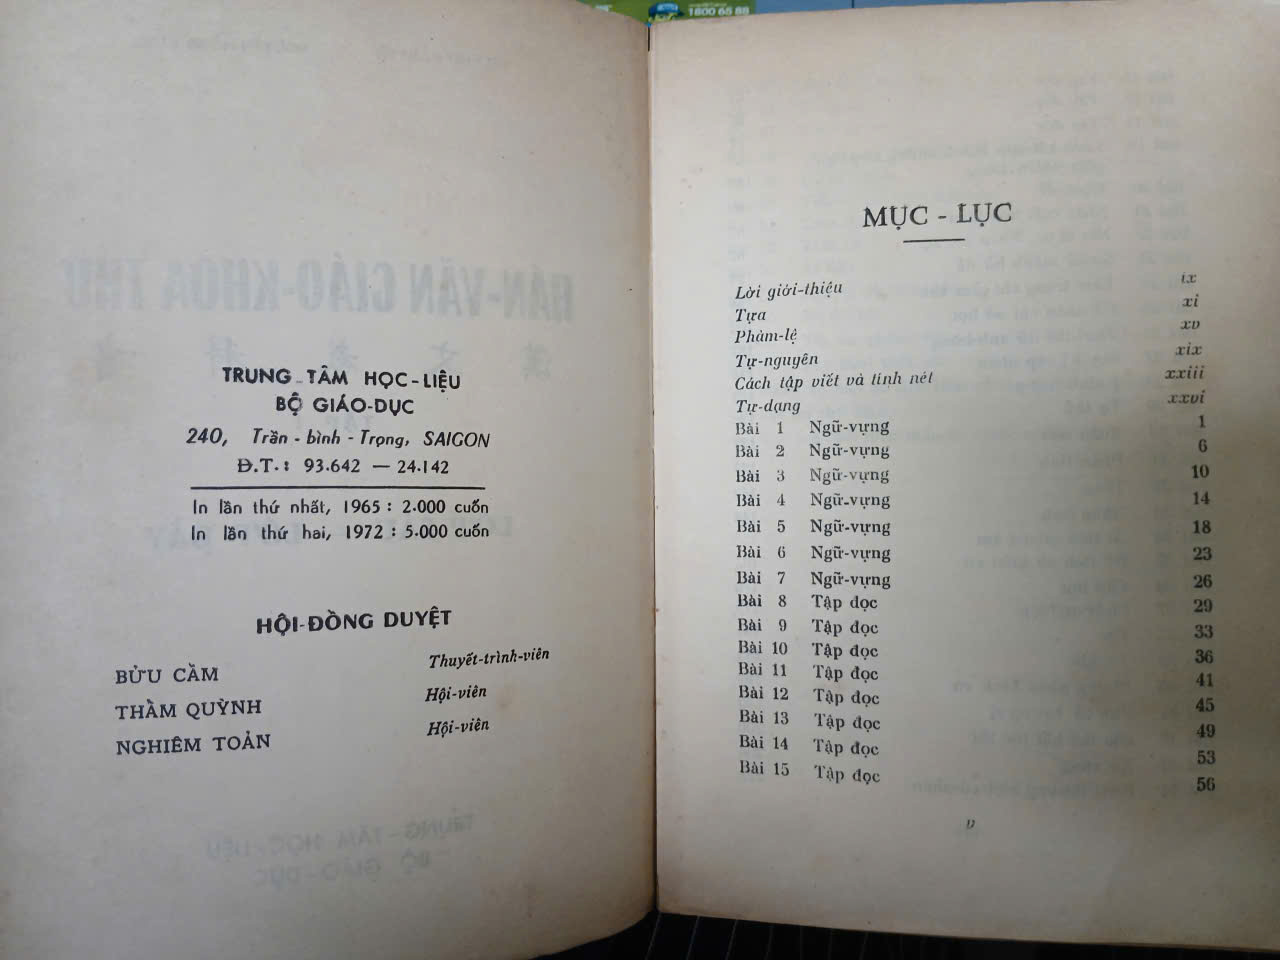 1800 65 88
TRUNG-TÂM HỌC-LIỆU
BỘ GIÁO-DỤC
240, Trần-bình-Trọng, SAIGON
Đ.T.: 93.642 — 24.142
In lần thứ nhất, 1965 : 2.000 cuốn
In lần thứ hai, 1972 : 5.000 cuốn
HỘI-ĐỒNG DUYỆT
BỬU CẦM Thuyết-trình-viên
THẦM QUỲNH Hội-viên
NGHIÊM TOẢN Hội-viên
MỤC - LỤC
Lời giới-thiệu ix
Tựa xi
Phàm-lệ xv
Tự-nguyên xix
Cách tập viết và tính nét xxiii
Tự-dạng xxvi
Bài 1 Ngữ-vựng 1
Bài 2 Ngữ-vựng 6
Bài 3 Ngữ-vựng 10
Bài 4 Ngữ-vựng 14
Bài 5 Ngữ-vựng 18
Bài 6 Ngữ-vựng 23
Bài 7 Ngữ-vựng 26
Bài 8 Tập đọc 29
Bài 9 Tập đọc 33
Bài 10 Tập đọc 36
Bài 11 Tập đọc 41
Bài 12 Tập đọc 45
Bài 13 Tập đọc 49
Bài 14 Tập đọc 53
Bài 15 Tập đọc 56
v